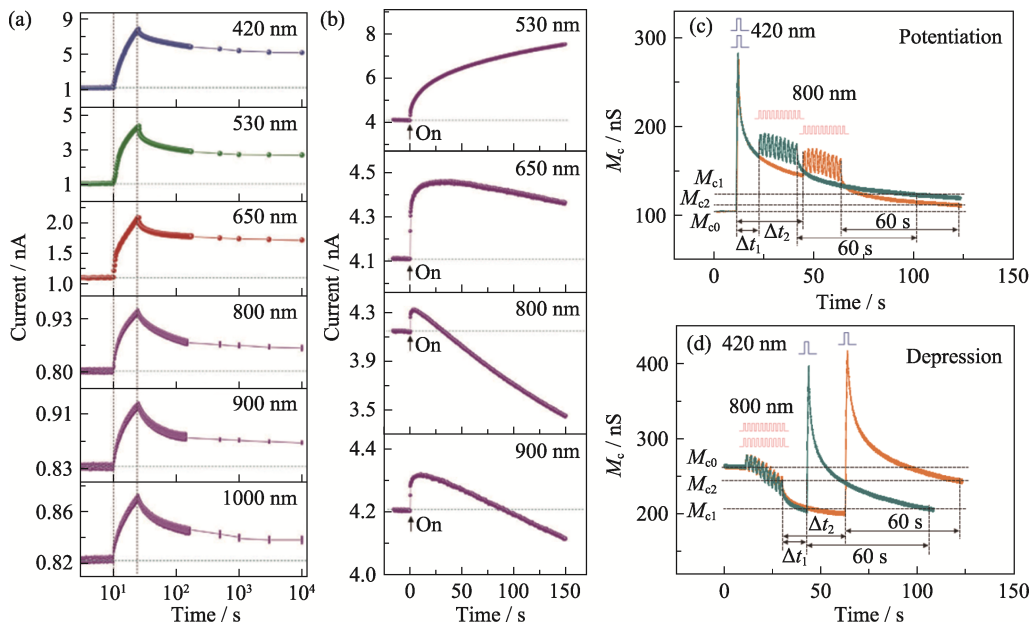 (a)
420 nm
9
5
1
530 nm
5
3
1
650 nm
2.0
1.5
1.0
800 nm
0.93
0.80
900 nm
0.91
0.83
1000 nm
0.86
0.82
Current / nA
10¹
10²
10³
10⁴
Time / s
(b)
530 nm
8
6
4
On
650 nm
4.5
4.3
4.1
On
800 nm
4.3
3.9
3.5
On
900 nm
4.4
4.2
4.0
On
Current / nA
0
50
100
150
Time / s
(c)
420 nm
Potentiation
800 nm
300
200
100
Mc / nS
Mc1
Mc2
Mc0
Δt1
Δt2
60 s
60 s
0
50
75
100
150
Time / s
(d)
420 nm
Depression
800 nm
400
300
200
Mc / nS
Mc0
Mc2
Mc1
Δt2
60 s
Δt1
60 s
0
50
75
100
150
Time / s